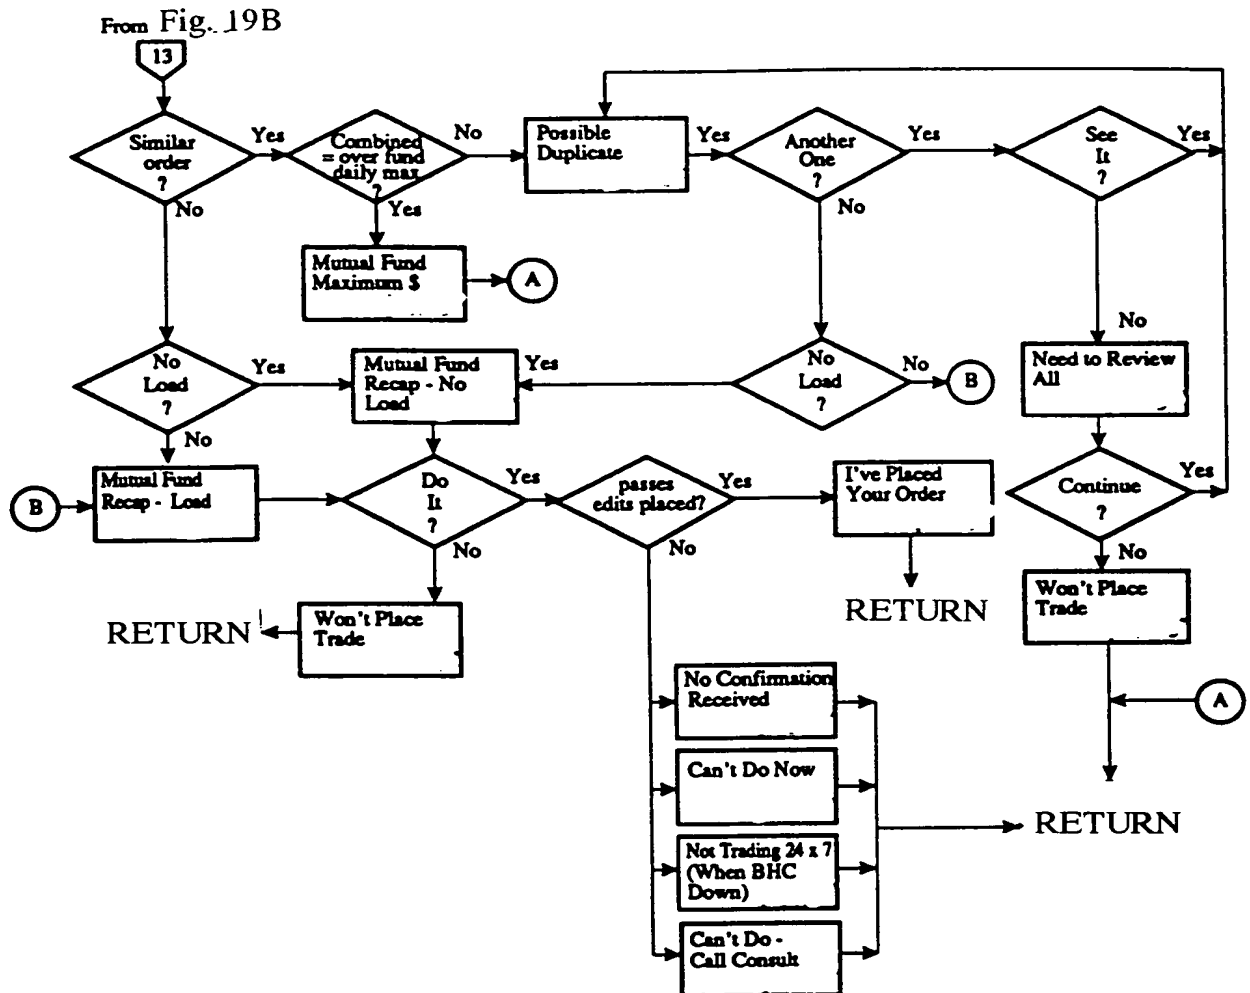 From Fig. 19B
13
Similar
order
?
Yes
No
Combined
= over fund
daily max
?
No
Yes
Possible
Duplicate
Yes
Another
One
?
Yes
No
See
It
?
Yes
No
Mutual Fund
Maximum $
A
No
Load
?
Yes
No
Mutual Fund
Recap - No
Load
Yes
No
Load
?
No
B
Need to Review
All
B
Mutual Fund
Recap - Load
Do
It
?
Yes
No
passes
edits placed?
Yes
No
I've Placed
Your Order
RETURN
Continue
?
Yes
No
Won't Place
Trade
RETURN
Won't Place
Trade
A
No Confirmation
Received
Can't Do Now
Not Trading 24 x 7
(When BHC
Down)
Can't Do -
Call Consult
RETURN